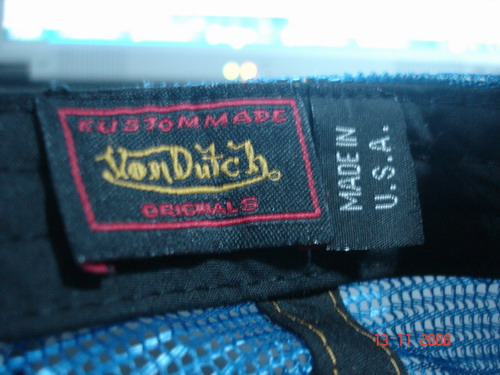 KUSTOMMADE
VonDutch
ORIGINALS
MADE IN
U.S.A.
13 11 2006